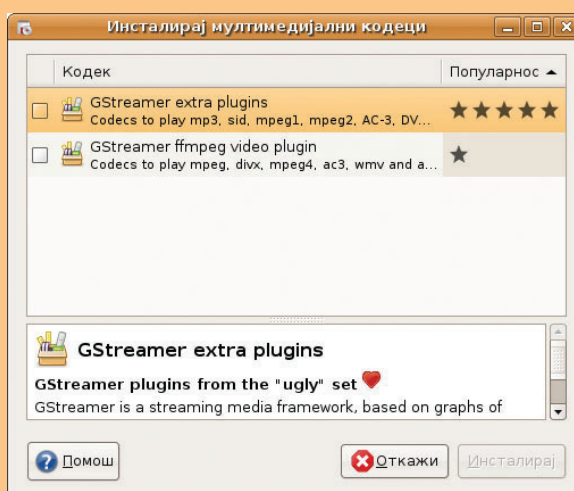 Инсталирај мултимедијални кодеци
Кодек Популарнос
GStreamer extra plugins
Codecs to play mp3, sid, mpeg1, mpeg2, AC-3, DV...
GStreamer ffmpeg video plugin
Codecs to play mpeg, divx, mpeg4, ac3, wmv and a...
GStreamer extra plugins
GStreamer plugins from the "ugly" set
GStreamer is a streaming media framework, based on graphs of
Помош Откажи Инсталирај